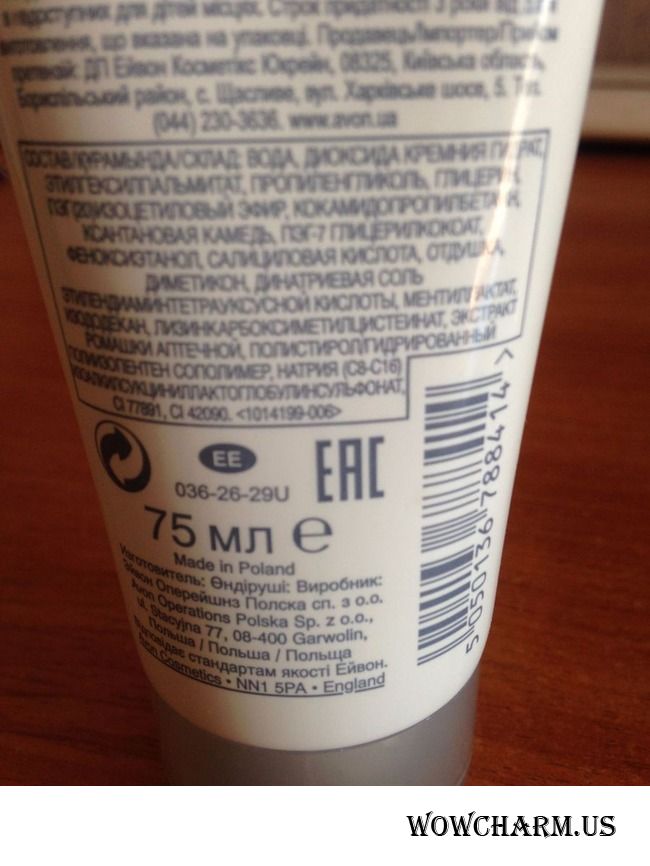 в недоступних для дітей місцях. Строк придатності 3 роки від дати
виготовлення, що вказана на упаковці. Продавець/Імпортер/Прийом
претензій: ДП Ейвон Косметікс Юкрейн, 08325, Київська область,
Бориспільський район, с. Щасливе, вул. Харківське шосе, 5. Тел.
(044) 230-3636. www.avon.ua
СОСТАВ/ҚҰРАМЫНДА/СКЛАД: ВОДА, ДИОКСИДА КРЕМНИЯ ГИДРАТ,
ЭТИЛГЕКСИЛПАЛЬМИТАТ, ПРОПИЛЕНГЛИКОЛЬ, ГЛИЦЕРИН,
ПЭГ(20)ИЗОЦЕТИЛОВЫЙ ЭФИР, КОКАМИДОПРОПИЛБЕТАИН,
КСАНТАНОВАЯ КАМЕДЬ, ПЭГ-7 ГЛИЦЕРИЛКОКОАТ,
ФЕНОКСИЭТАНОЛ, САЛИЦИЛОВАЯ КИСЛОТА, ОТДУШКА,
ДИМЕТИКОН, ДИНАТРИЕВАЯ СОЛЬ
ЭТИЛЕНДИАМИНТЕТРАУКСУСНОЙ КИСЛОТЫ, МЕНТИЛЛАКТАТ,
ИЗОДОДЕКАН, ЛИЗИНКАРБОКСИМЕТИЛЦИСТЕИНАТ, ЭКСТРАКТ
РОМАШКИ АПТЕЧНОЙ, ПОЛИСТИРОЛГИДРИРОВАННЫЙ
ПОЛИИЗОПЕНТЕН СОПОЛИМЕР, НАТРИЯ (C8-C16)
ИЗОАЛКИЛСУКЦИНИЛЛАКТОГЛОБУЛИНСУЛЬФОНАТ,
CI 77891, CI 42090. <1014199-006>
EE
036-26-29U
EAC
75 мл e
Made in Poland
Изготовитель: Өндіруші: Виробник:
Эйвон Оперейшнз Полска сп. з о.о.
Avon Operations Polska Sp. z o.o.,
ul. Stacyjna 77, 08-400 Garwolin,
Польша / Польша / Польща
Відповідає стандартам якості Ейвон.
Avon Cosmetics • NN1 5PA • England
5 050136 788414 >
WOWCHARM.US